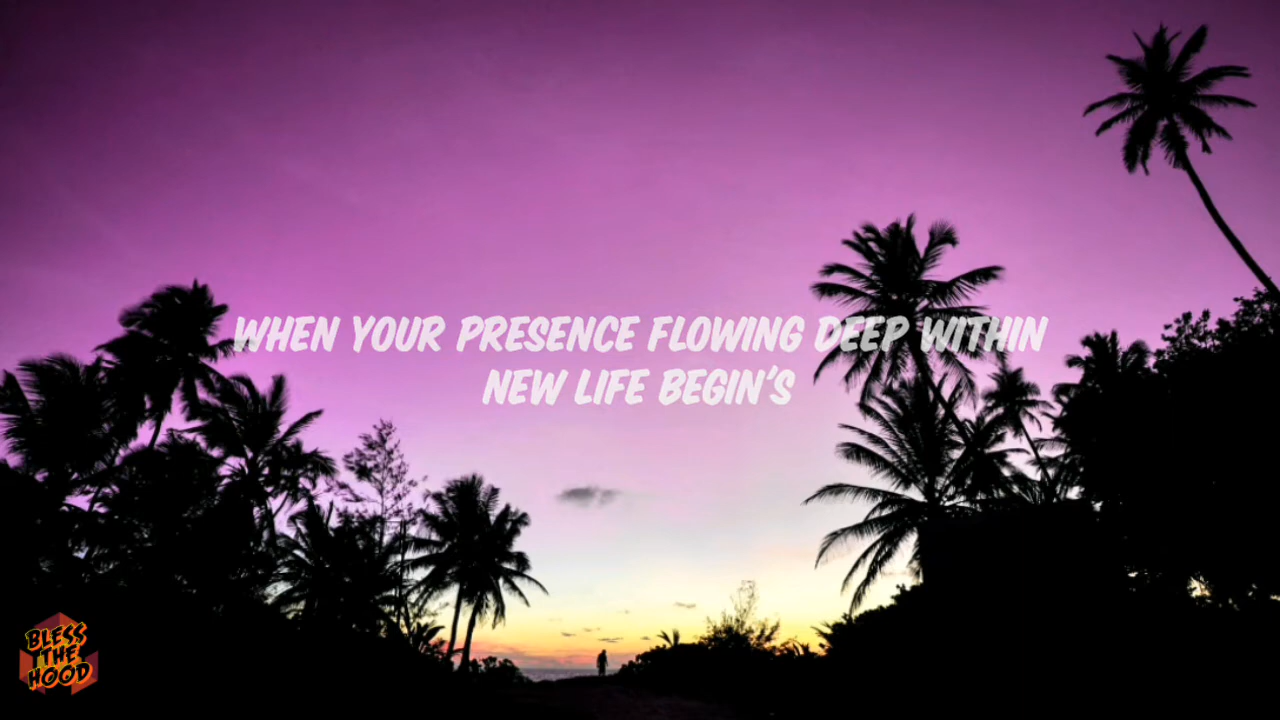 WHEN YOUR PRESENCE FLOWING DEEP WITHIN
NEW LIFE BEGIN'S
BLESS
THE
HOOD